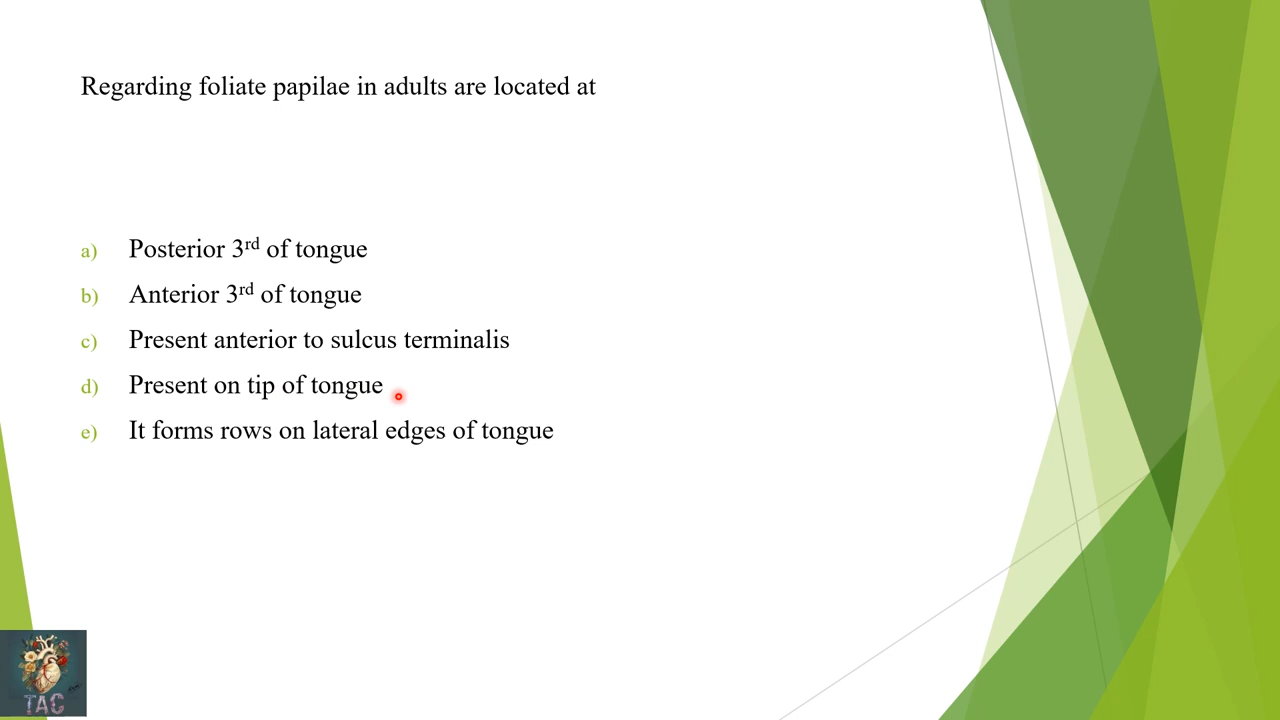 Regarding foliate papilae in adults are located at
a) Posterior 3rd of tongue
b) Anterior 3rd of tongue
c) Present anterior to sulcus terminalis
d) Present on tip of tongue
e) It forms rows on lateral edges of tongue
TAC